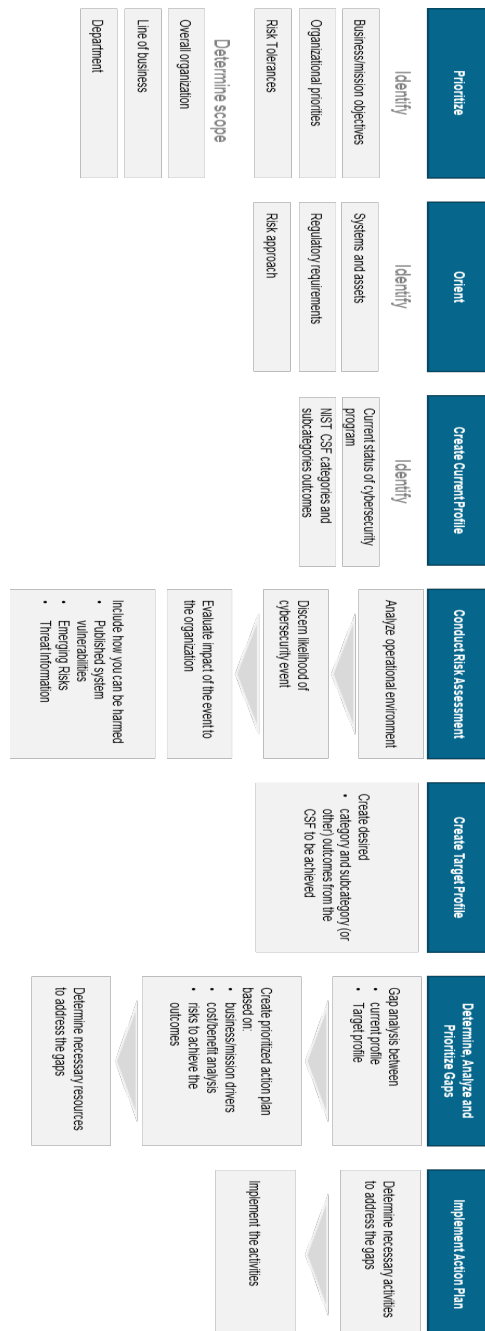 Prioritize
Identify
Business/mission objectives
Organizational priorities
Risk Tolerances
Determine scope
Overall organization
Line of business
Department
Orient
Identify
Systems and assets
Regulatory requirements
Risk approach
Create Current Profile
Identify
Current status of cybersecurity
program
NIST CSF categories and
subcategories outcomes
Conduct Risk Assessment
Analyze operational environment
Discern likelihood of
cybersecurity event
Evaluate impact of the event to
the organization
Include how you can be harmed
• Published system
vulnerabilities
• Emerging Risks
• Threat Information
Create Target Profile
Create desired
• category and subcategory (or
other) outcomes from the
CSF to be achieved
Determine, Analyze and
Prioritize Gaps
Gap analysis between
• current profile
• Target profile
Create prioritized action plan
based on:
• business/mission drivers
• cost/benefit analysis
• risks to achieve the
outcomes
Determine necessary resources
to address the gaps
Implement Action Plan
Determine necessary activities
to address the gaps
Implement the activities